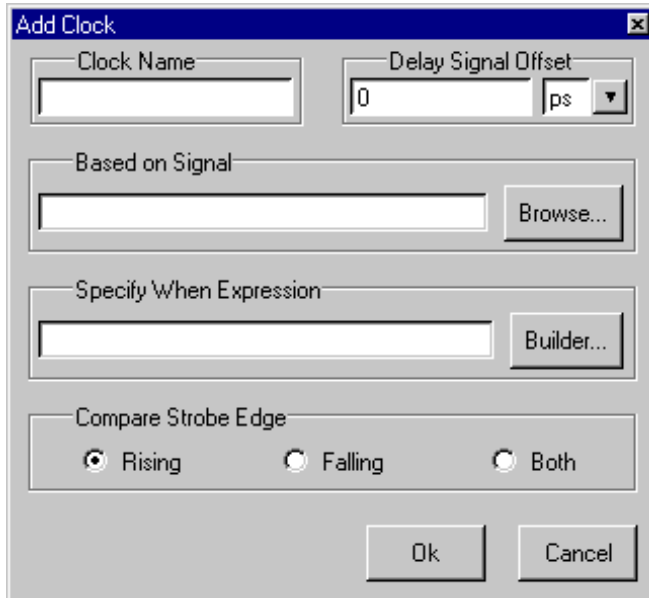 Add Clock
Clock Name
Delay Signal Offset
0 ps
Based on Signal
Browse...
Specify When Expression
Builder...
Compare Strobe Edge
Rising Falling Both
Ok Cancel